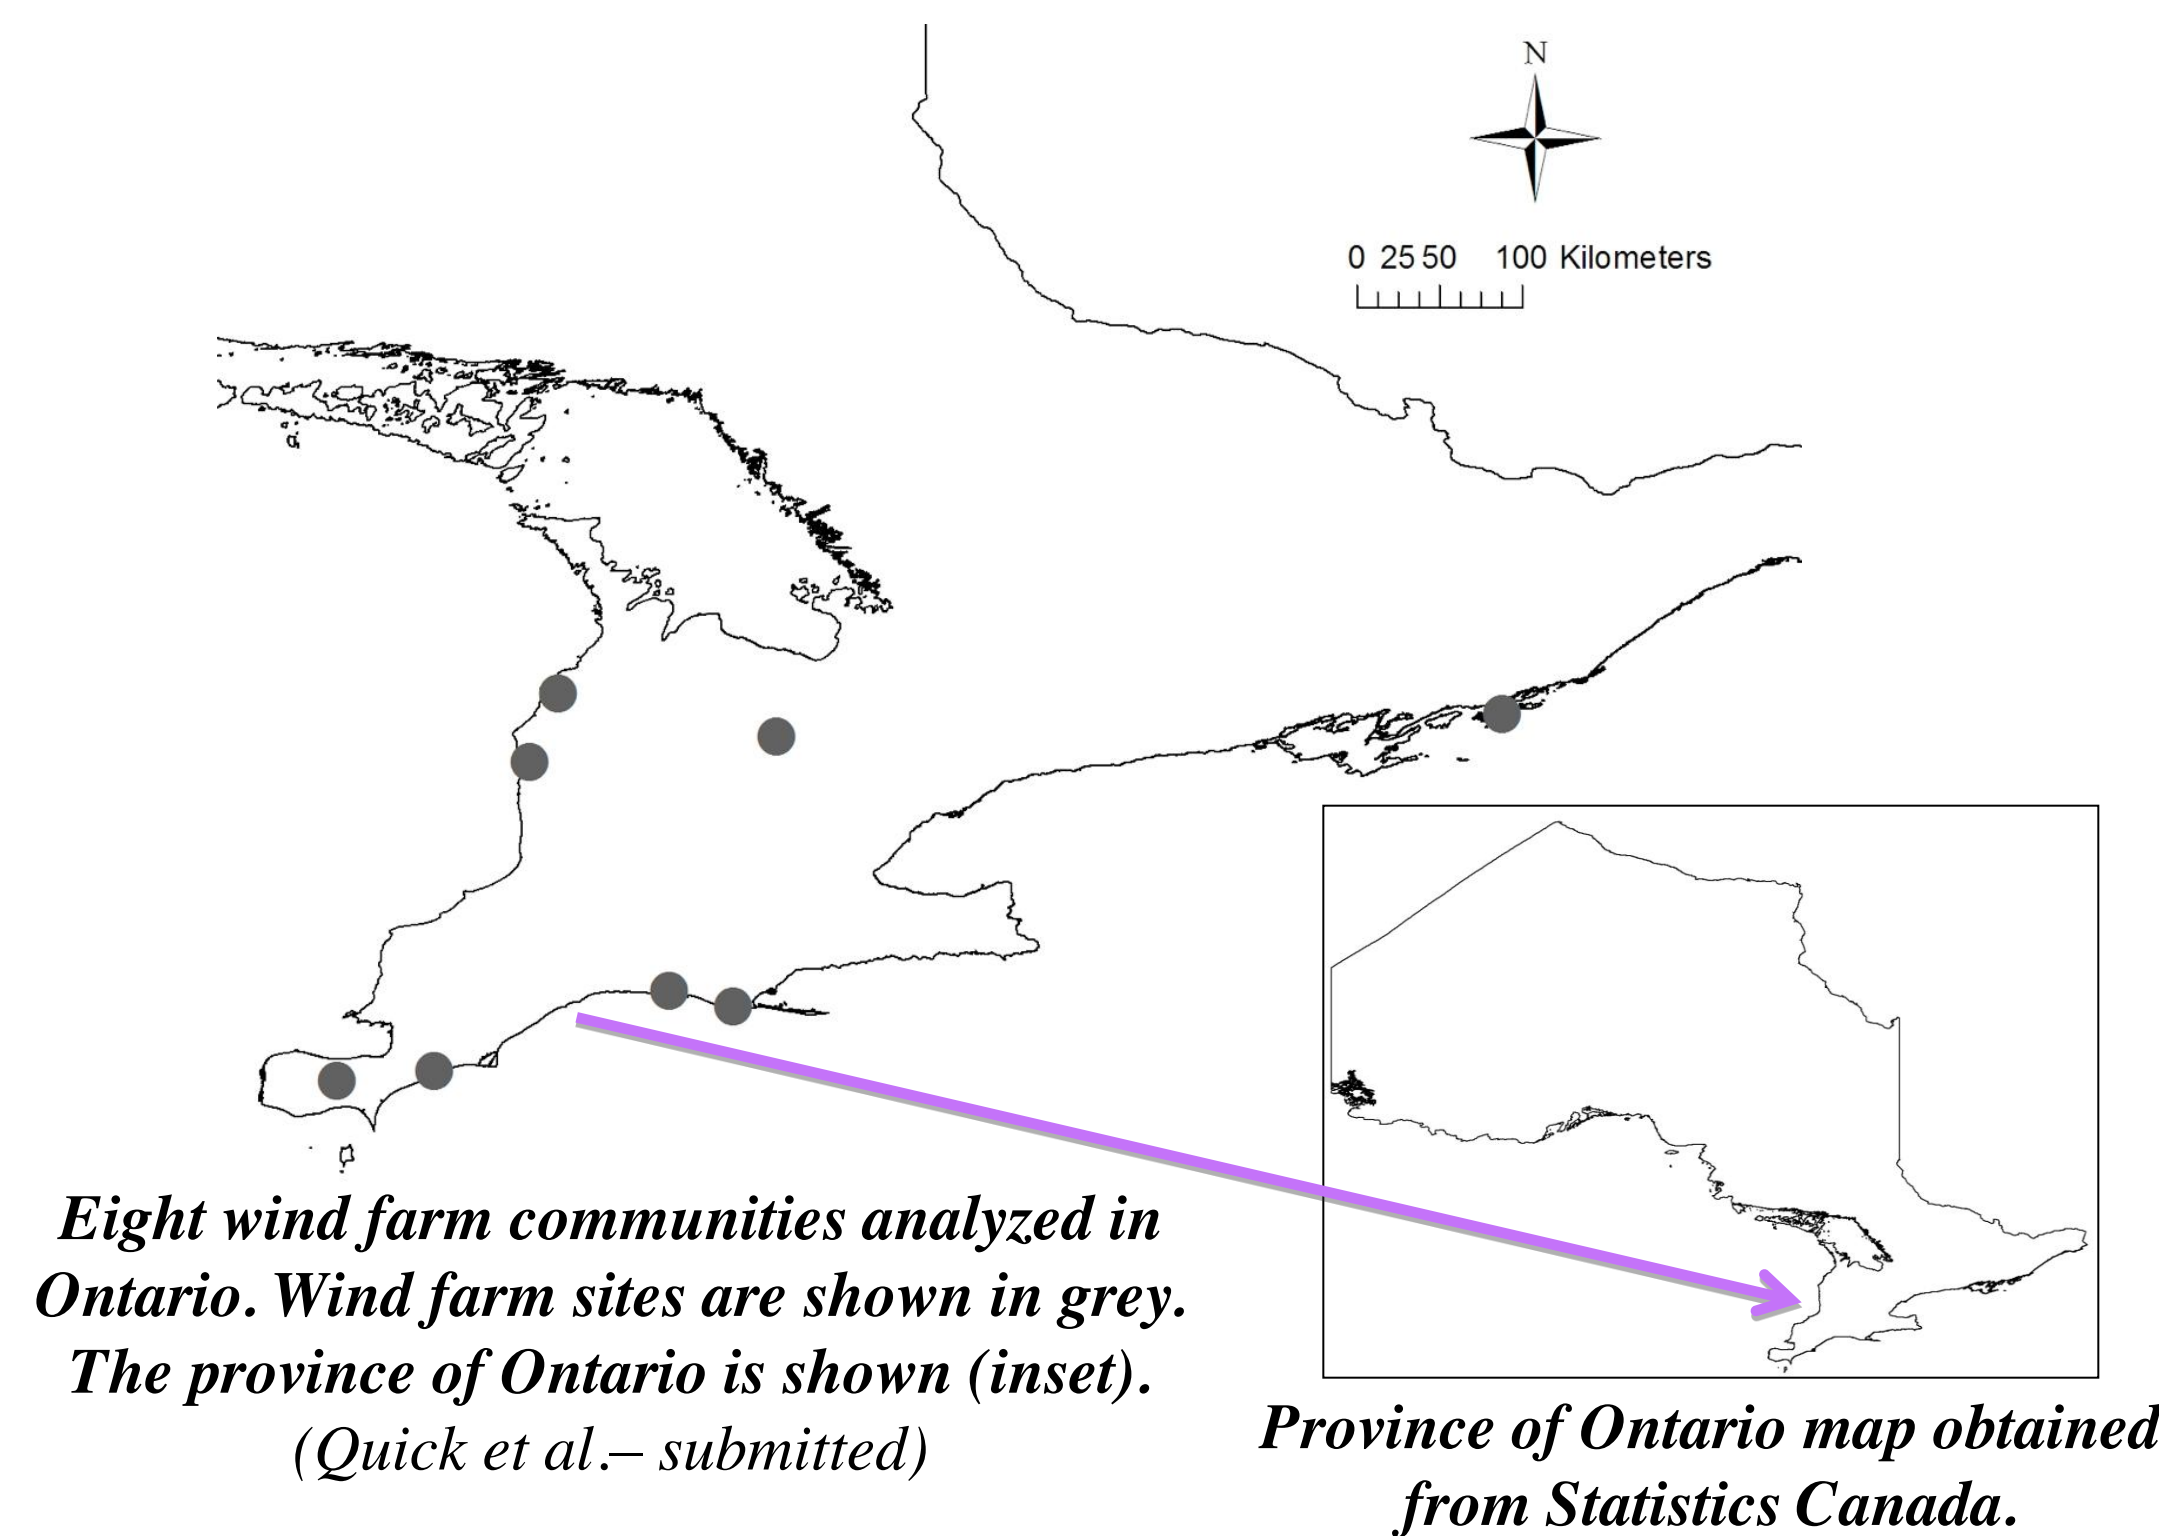 N
0 25 50 100 Kilometers
Eight wind farm communities analyzed in
Ontario. Wind farm sites are shown in grey.
The province of Ontario is shown (inset).
(Quick et al.– submitted)
Province of Ontario map obtained
from Statistics Canada.